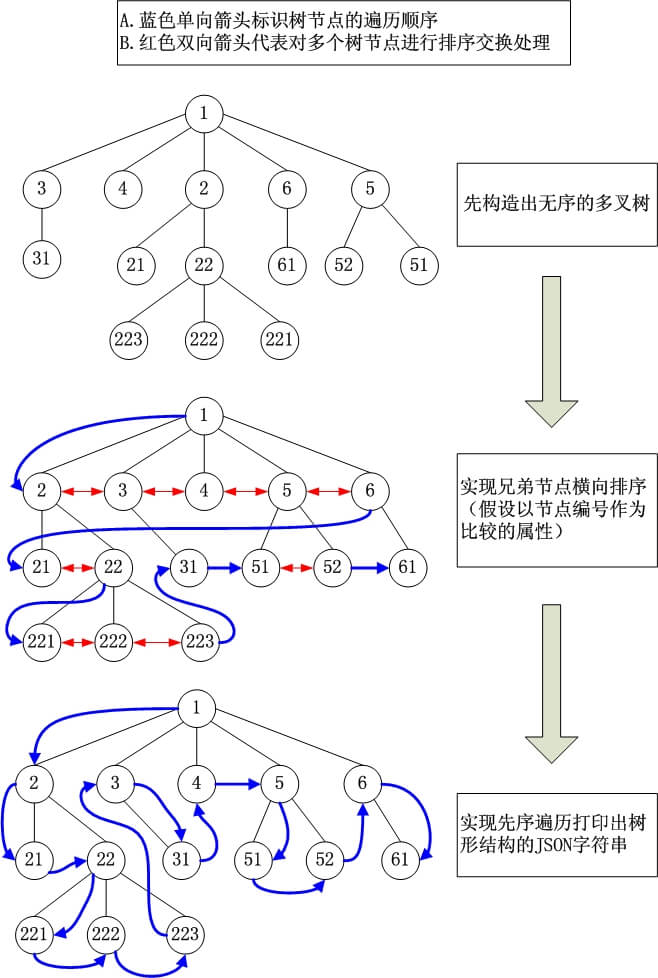 A.蓝色单向箭头标识树节点的遍历顺序
B.红色双向箭头代表对多个树节点进行排序交换处理
1
3 4 2 6 5
先构造出无序的多叉树
31 21 22 61 52 51
223 222 221
1
2 3 4 5 6
实现兄弟节点横向排序
（假设以节点编号作为
比较的属性）
21 22 31 51 52 61
221 222 223
1
2 3 4 5 6
实现先序遍历打印出树
形结构的JSON字符串
21 22 31 51 52 61
221 222 223